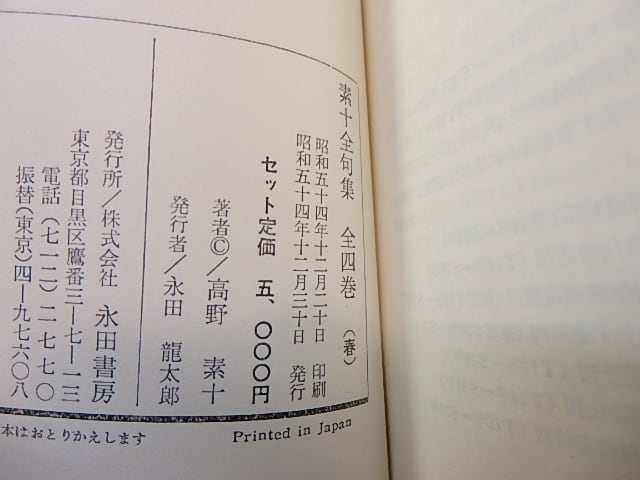 素十全句集　全四巻（春）
昭和五十四年十二月二十日　印刷
昭和五十四年十二月三十日　発行
セット定価　五、〇〇〇円
著者©／高野　素十
発行者／永田　龍太郎
発行所／株式会社　永田書房
東京都目黒区鷹番三—七—一三
電話（七一二）二七七〇
振替（東京）四—九七六〇八
本はおとりかえします
Printed in Japan